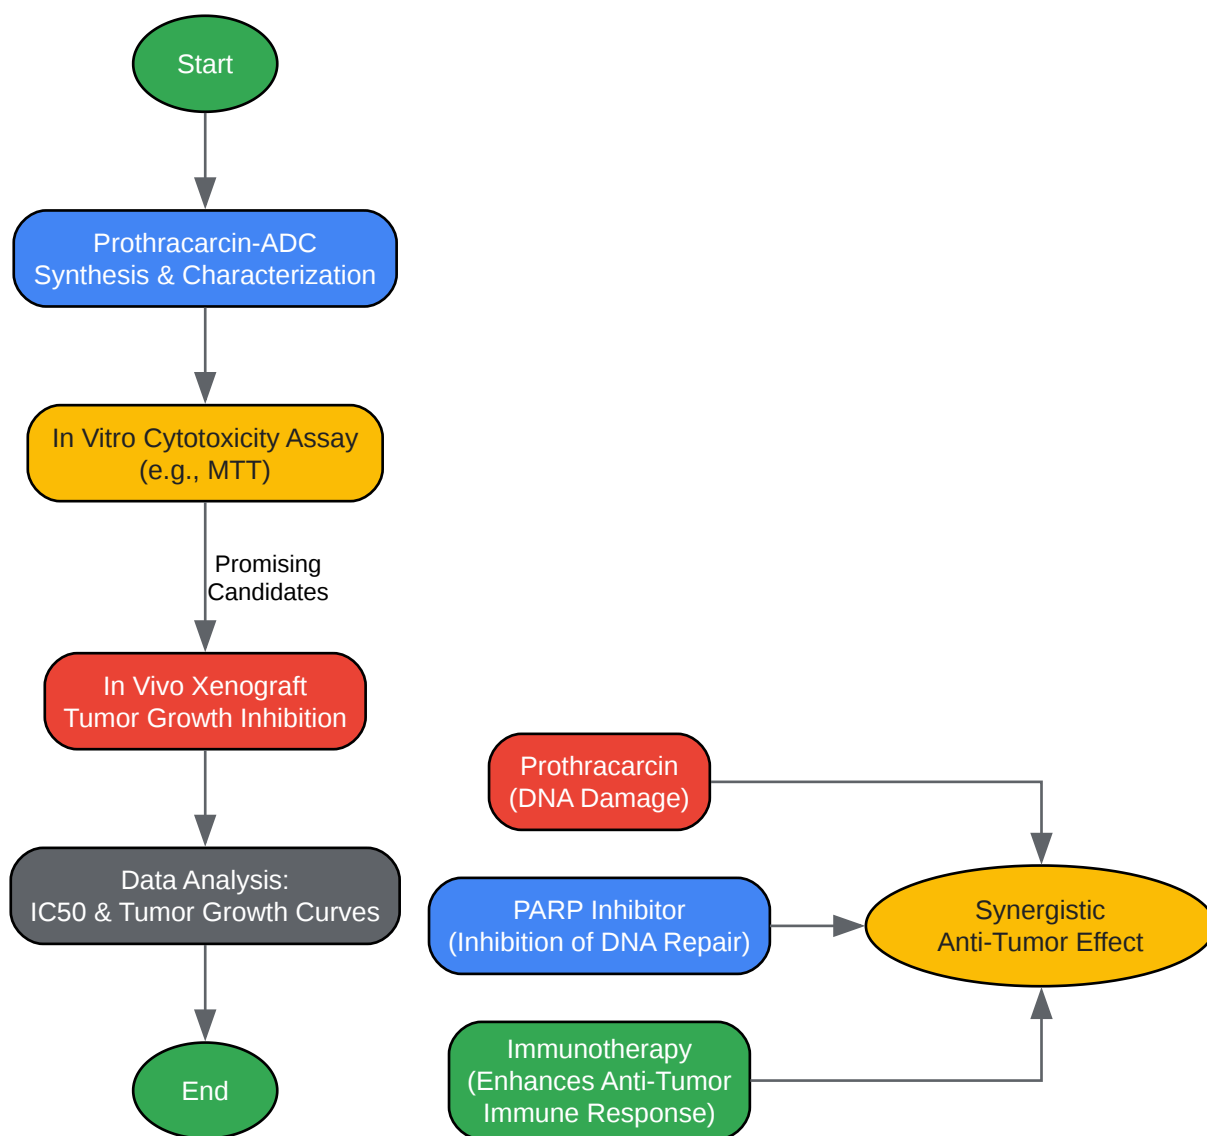 Start
Prothracarcin-ADC
Synthesis & Characterization
In Vitro Cytotoxicity Assay
(e.g., MTT)
Promising
Candidates
In Vivo Xenograft
Tumor Growth Inhibition
Data Analysis:
IC50 & Tumor Growth Curves
End
Prothracarcin
(DNA Damage)
PARP Inhibitor
(Inhibition of DNA Repair)
Immunotherapy
(Enhances Anti-Tumor
Immune Response)
Synergistic
Anti-Tumor Effect